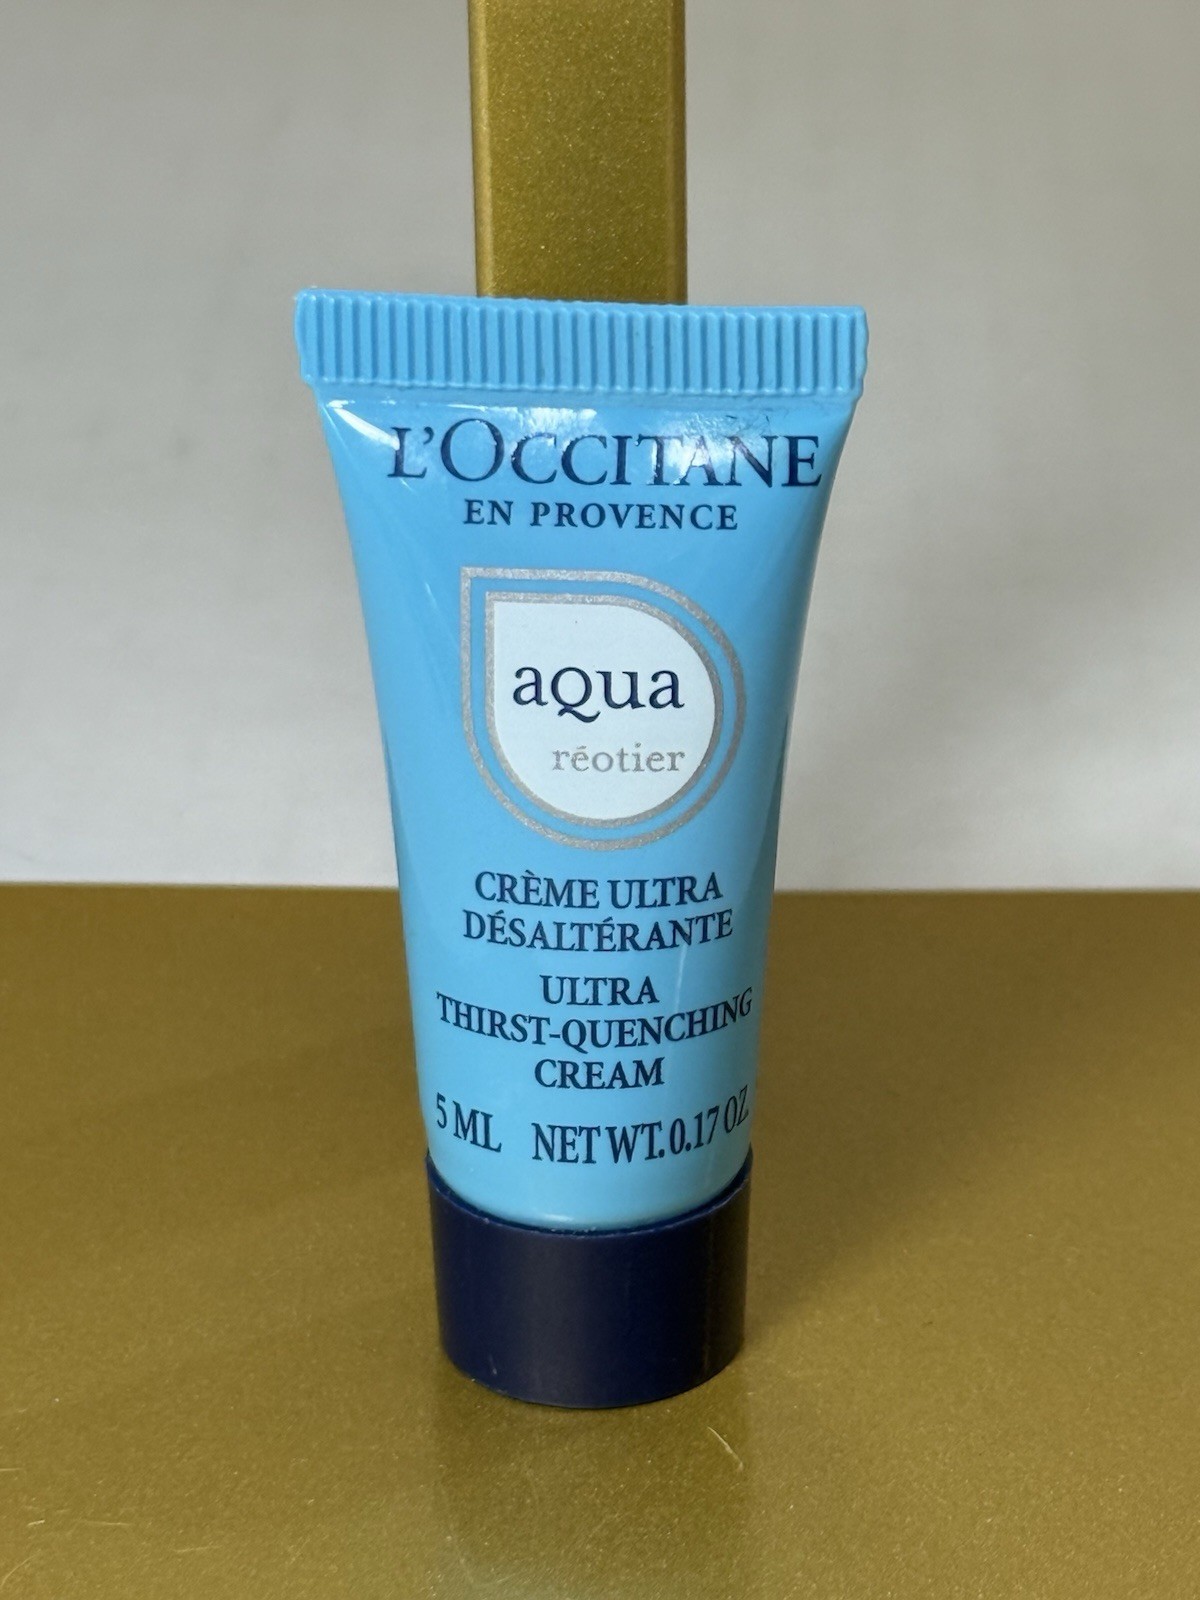 L'OCCITANE
EN PROVENCE
aqua
réotier
CRÈME ULTRA
DÉSALTÉRANTE
ULTRA
THIRST-QUENCHING
CREAM
5 ML NET WT. 0.17 OZ.